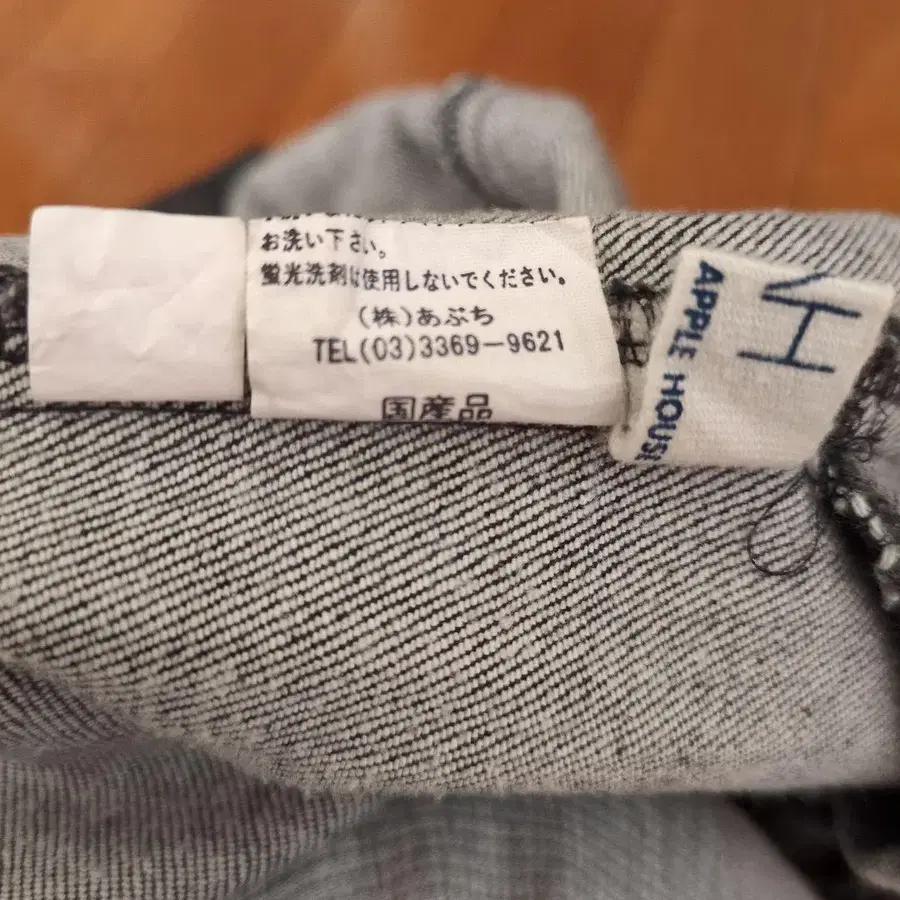 お洗い下さい。
蛍光洗剤は使用しないでください。
(株)あぶち
TEL(03)3369-9621
国産品
H
APPLE HOUSE